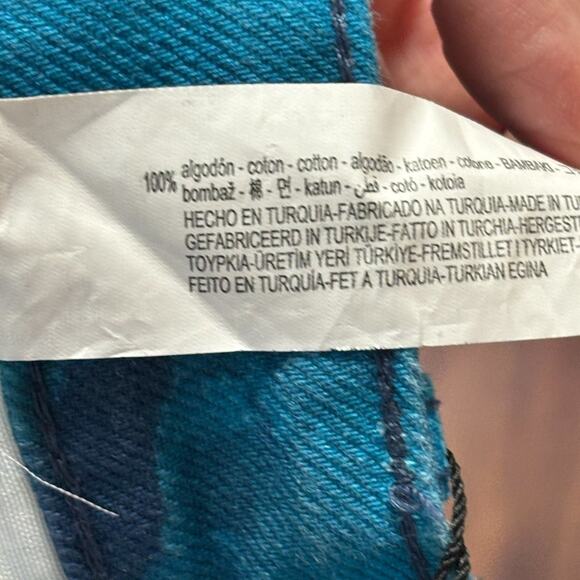 100% algodón - coton - cotton - algodão - katoen - cotone - BAMBAKI -
bombaž - 棉 - 면 - katun - قطن - cotó - kotoia
HECHO EN TURQUIA-FABRICADO NA TURQUIA-MADE IN TU
GEFABRICEERD IN TURKIJE-FATTO IN TURCHIA-HERGESTE
TOYPKIA-ÜRETİM YERİ TÜRKİYE-FREMSTILLET I TYRKIET-
FEITO EN TURQUÍA-FET A TURQUIA-TURKIAN EGINA